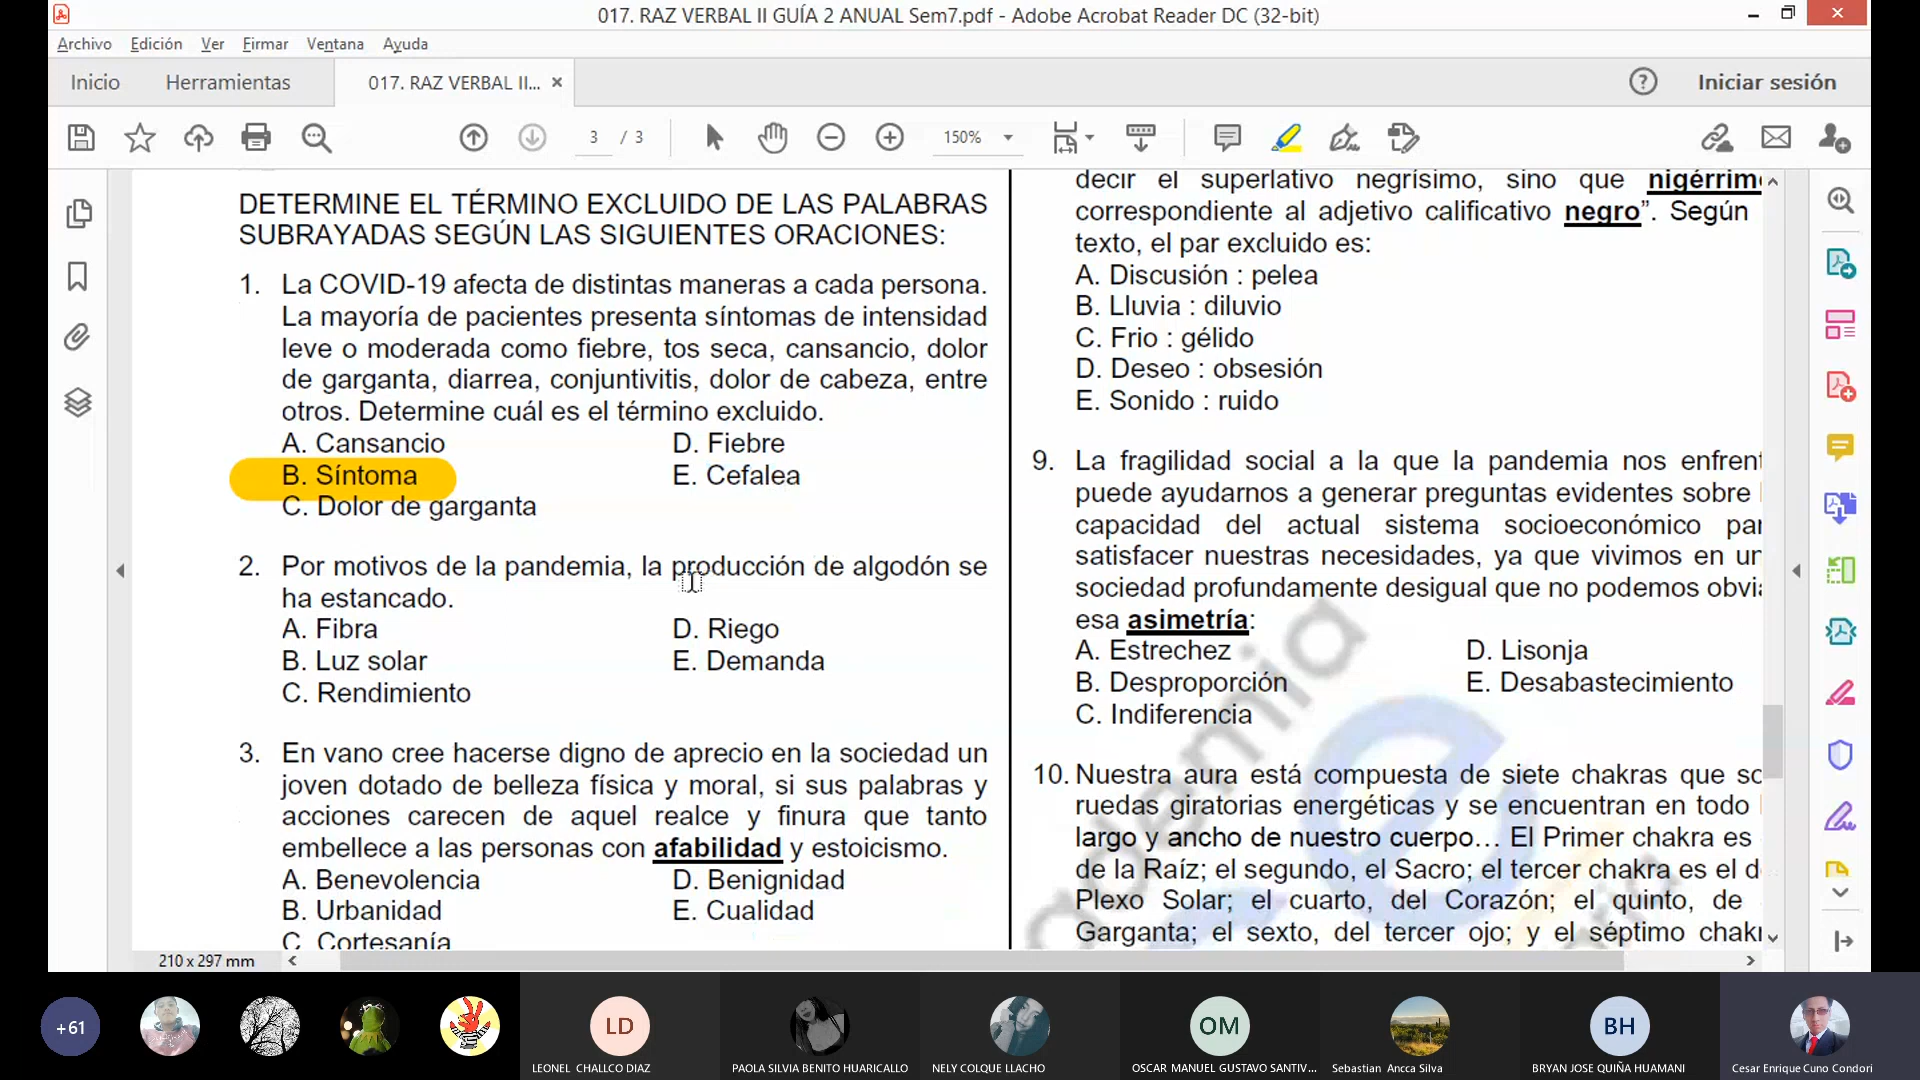 017. RAZ VERBAL II GUÍA 2 ANUAL Sem7.pdf - Adobe Acrobat Reader DC (32-bit)
Archivo Edición Ver Firmar Ventana Ayuda
Inicio Herramientas 017. RAZ VERBAL II... × Iniciar sesión
3 / 3 150%
DETERMINE EL TÉRMINO EXCLUIDO DE LAS PALABRAS
SUBRAYADAS SEGÚN LAS SIGUIENTES ORACIONES:
1. La COVID-19 afecta de distintas maneras a cada persona.
La mayoría de pacientes presenta síntomas de intensidad
leve o moderada como fiebre, tos seca, cansancio, dolor
de garganta, diarrea, conjuntivitis, dolor de cabeza, entre
otros. Determine cuál es el término excluido.
A. Cansancio D. Fiebre
B. Síntoma E. Cefalea
C. Dolor de garganta
2. Por motivos de la pandemia, la producción de algodón se
ha estancado.
A. Fibra D. Riego
B. Luz solar E. Demanda
C. Rendimiento
3. En vano cree hacerse digno de aprecio en la sociedad un
joven dotado de belleza física y moral, si sus palabras y
acciones carecen de aquel realce y finura que tanto
embellece a las personas con afabilidad y estoicismo.
A. Benevolencia D. Benignidad
B. Urbanidad E. Cualidad
C. Cortesanía
decir el superlativo negrísimo, sino que nigérrim
correspondiente al adjetivo calificativo negro”. Según
texto, el par excluido es:
A. Discusión : pelea
B. Lluvia : diluvio
C. Frio : gélido
D. Deseo : obsesión
E. Sonido : ruido
9. La fragilidad social a la que la pandemia nos enfrent
puede ayudarnos a generar preguntas evidentes sobre l
capacidad del actual sistema socioeconómico par
satisfacer nuestras necesidades, ya que vivimos en un
sociedad profundamente desigual que no podemos obvia
esa asimetría:
A. Estrechez D. Lisonja
B. Desproporción E. Desabastecimiento
C. Indiferencia
10. Nuestra aura está compuesta de siete chakras que so
ruedas giratorias energéticas y se encuentran en todo l
largo y ancho de nuestro cuerpo… El Primer chakra es
de la Raíz; el segundo, el Sacro; el tercer chakra es el d
Plexo Solar; el cuarto, del Corazón; el quinto, de
Garganta; el sexto, del tercer ojo; y el séptimo chakr
210 x 297 mm
+61 LD OM BH
LEONEL CHALLCO DIAZ PAOLA SILVIA BENITO HUARICALLO NELY COLQUE LLACHO OSCAR MANUEL GUSTAVO SANTIV... Sebastian Ancca Silva BRYAN JOSE QUIÑA HUAMANI Cesar Enrique Cuno Condori